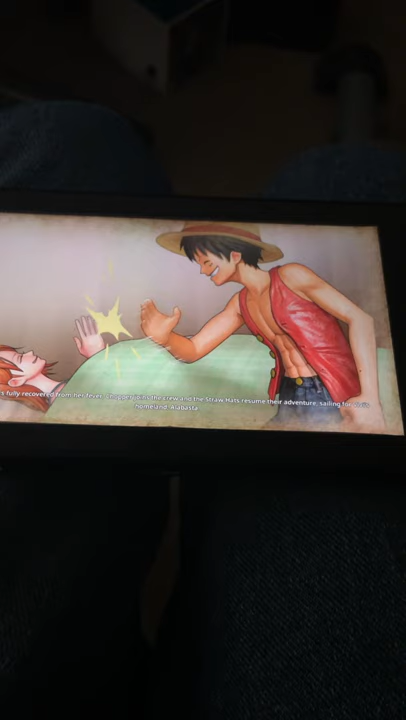 s fully recovered from her fever. Chopper joins the crew and the Straw Hats resume their adventure, sailing for
homeland, Alabasta.